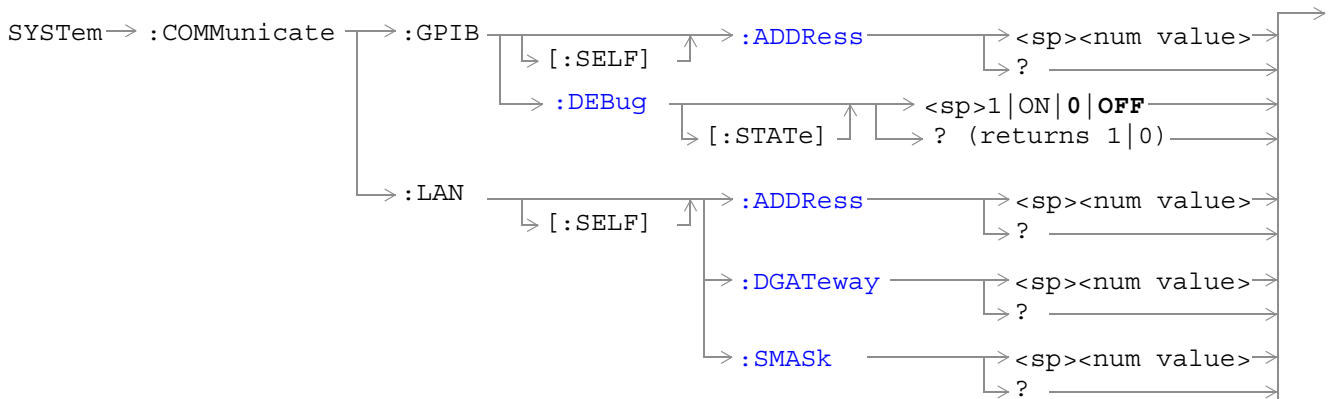 SYSTem :COMMunicate :GPIB :ADDRess <sp><num value>
[:SELF] ?
:DEBug <sp>1|ON|0|OFF
[:STATe] ? (returns 1|0)
:LAN :ADDRess <sp><num value>
[:SELF] ?
:DGATeway <sp><num value>
?
:SMASk <sp><num value>
?